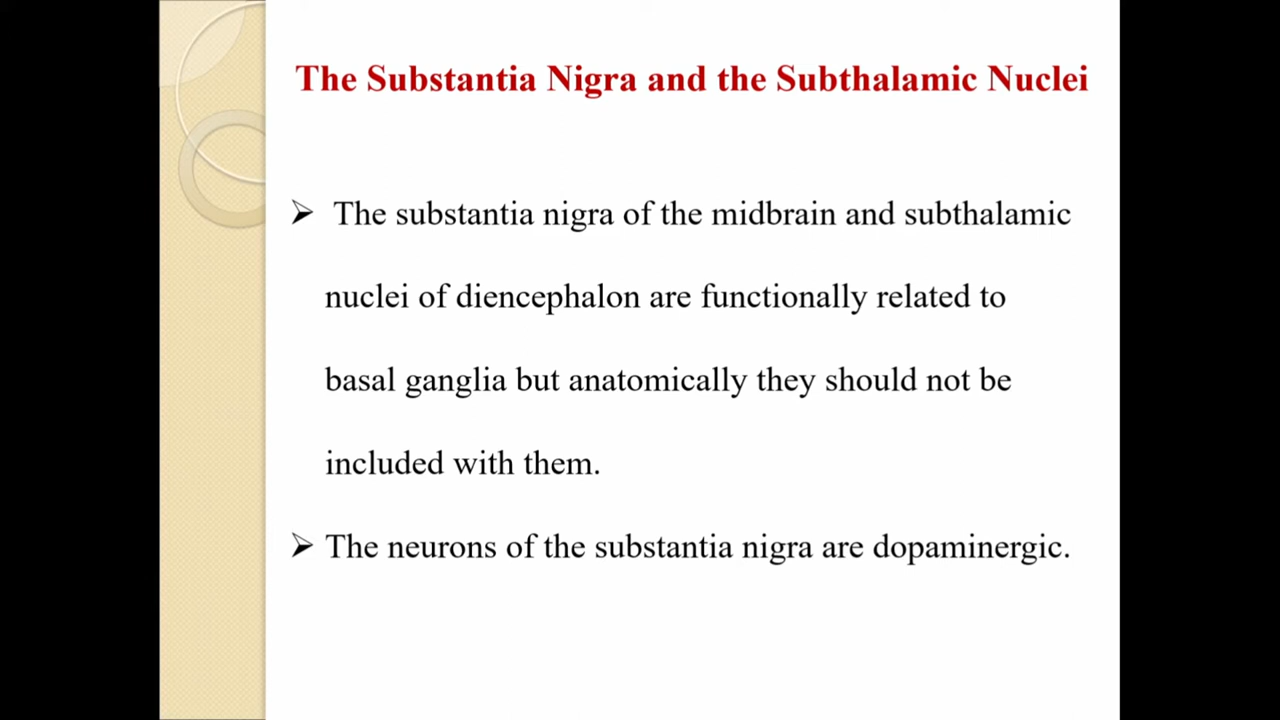 The Substantia Nigra and the Subthalamic Nuclei
➢ The substantia nigra of the midbrain and subthalamic
nuclei of diencephalon are functionally related to
basal ganglia but anatomically they should not be
included with them.
➢ The neurons of the substantia nigra are dopaminergic.